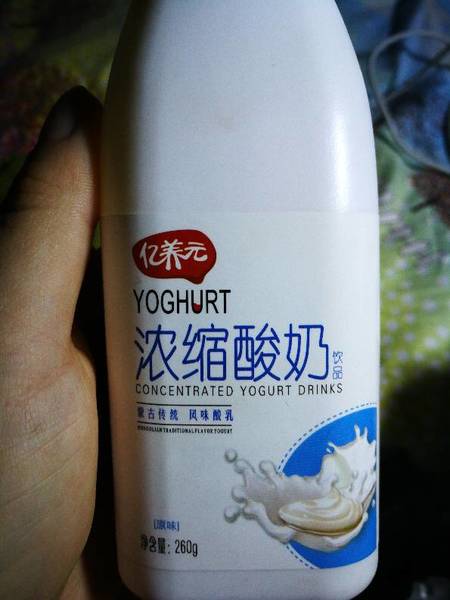 亿养元
YOGHURT
浓缩酸奶饮品
CONCENTRATED YOGURT DRINKS
蒙古传统 风味酸乳
MONGOLIAN TRADITIONAL FLAVOR YOGURT
(原味)
净含量: 260g